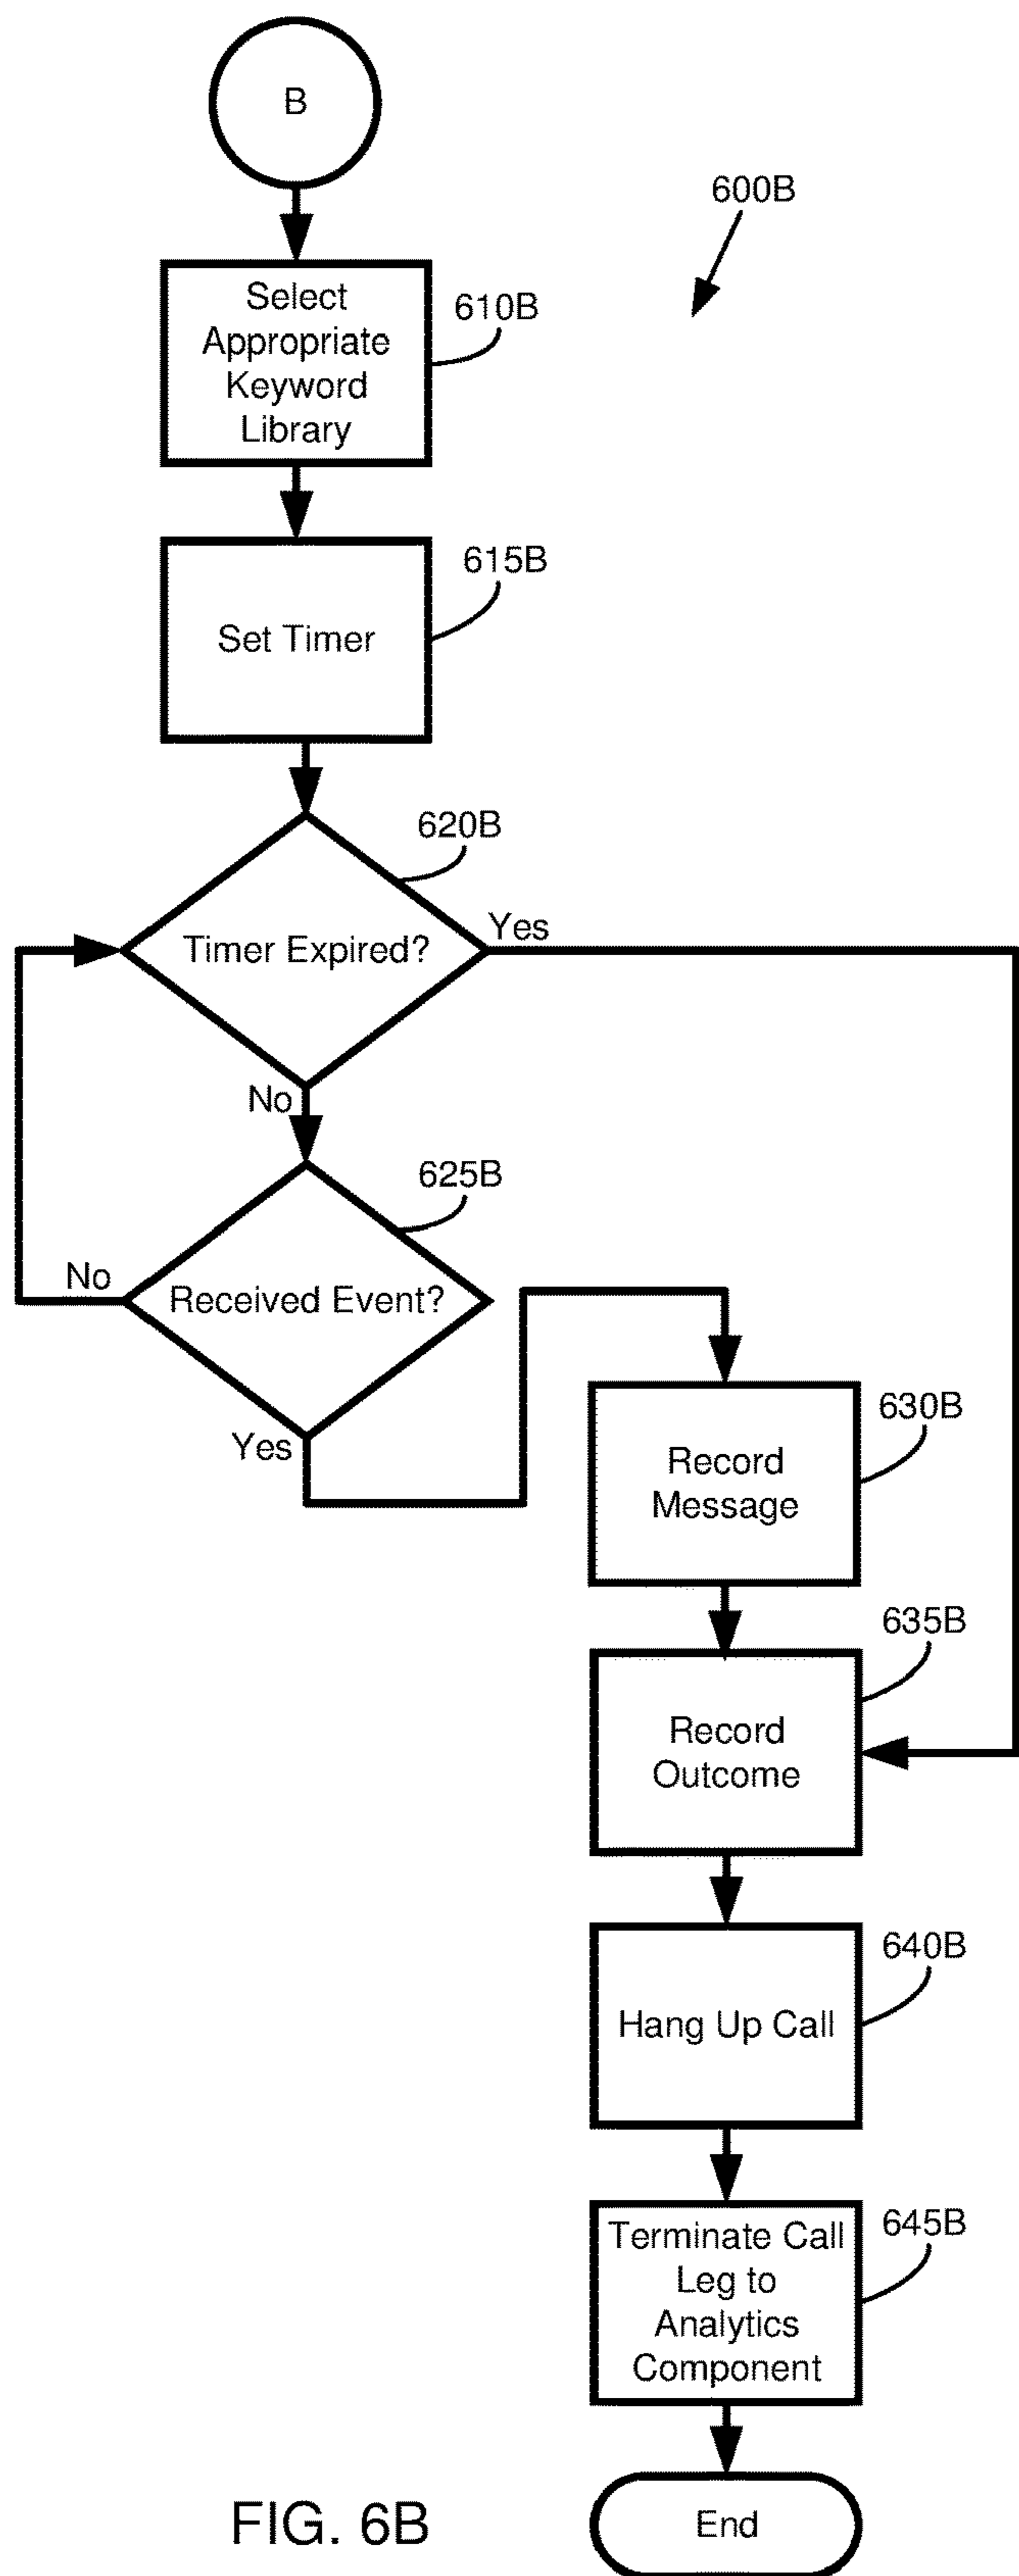 B
600B
Select
Appropriate
Keyword
Library
610B
Set Timer
615B
620B
Timer Expired?
Yes
No
625B
Received Event?
No
Yes
Record
Message
630B
Record
Outcome
635B
Hang Up Call
640B
Terminate Call
Leg to
Analytics
Component
645B
End
FIG. 6B